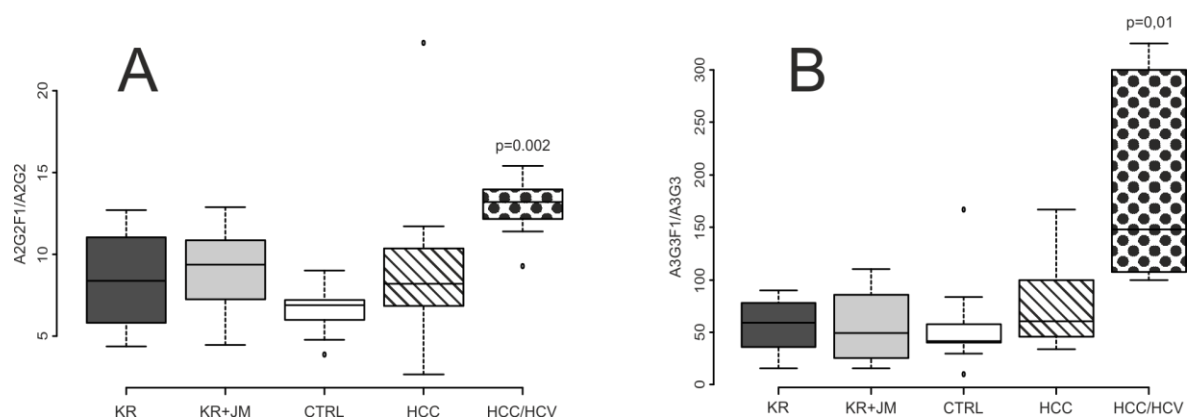 A
p=0.002
A2G2F1/A2G2
20
15
10
5
KR
KR+JM
CTRL
HCC
HCC/HCV
B
p=0,01
A3G3F1/A3G3
300
250
200
150
100
50
0
KR
KR+JM
CTRL
HCC
HCC/HCV